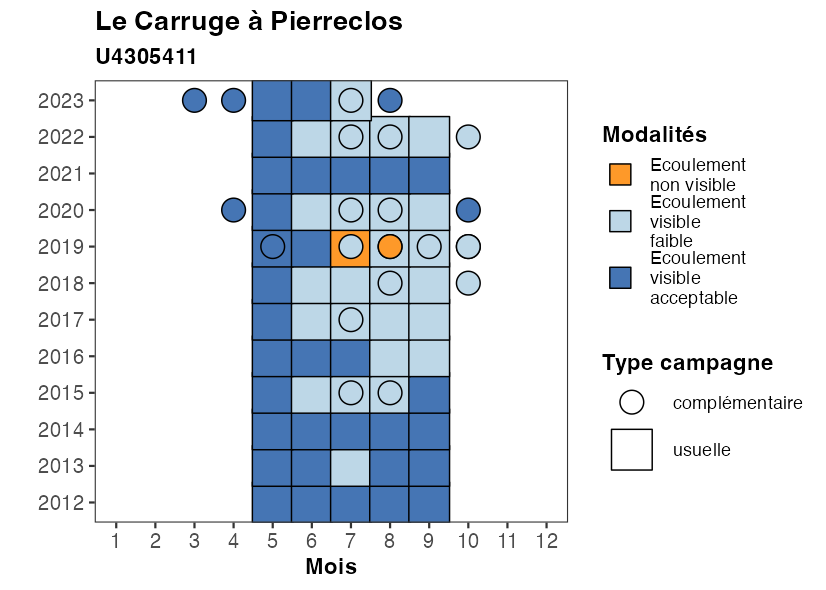 Le Carruge à Pierreclos
U4305411
2023
2022
2021
2020
2019
2018
2017
2016
2015
2014
2013
2012
1 2 3 4 5 6 7 8 9 10 11 12
Mois
Modalités
Ecoulement
non visible
Ecoulement
visible
faible
Ecoulement
visible
acceptable
Type campagne
complémentaire
usuelle